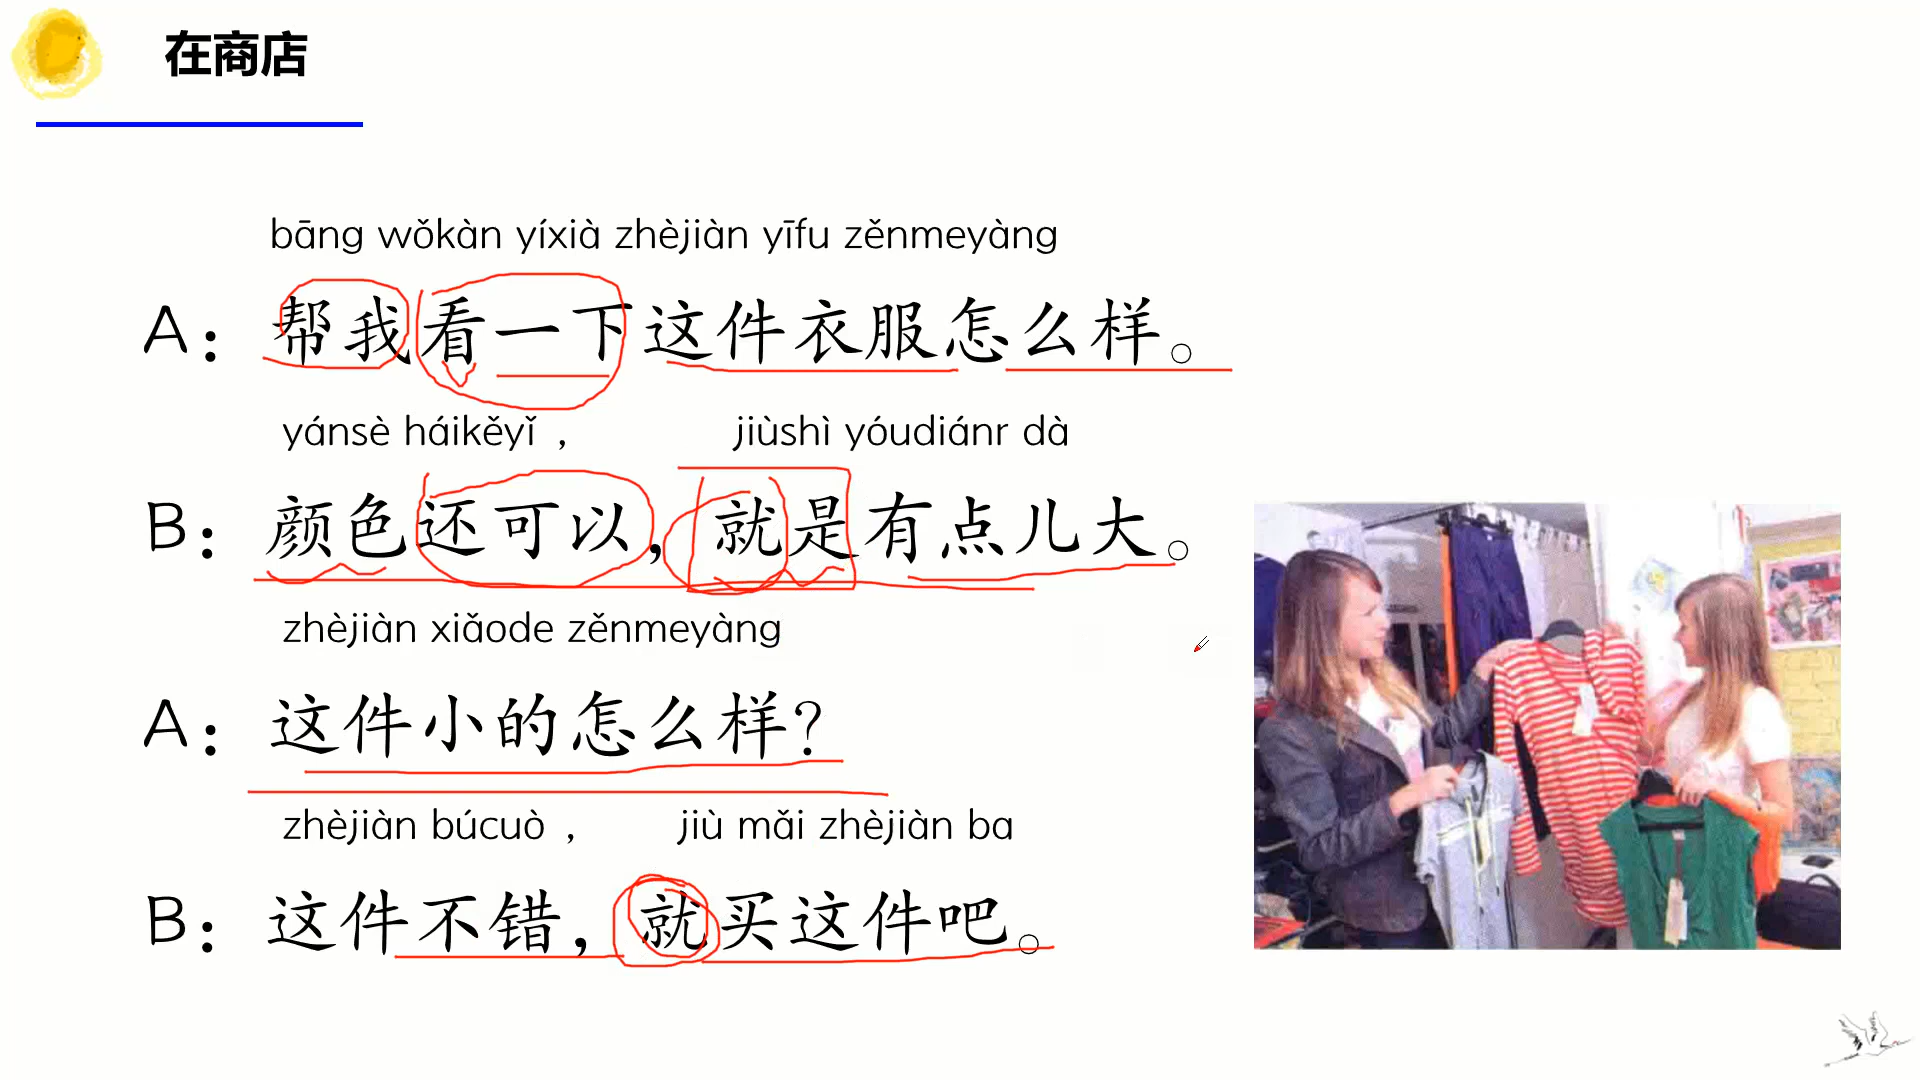 在商店
bāng wǒkàn yíxià zhèjiàn yīfu zěnmeyàng
A：帮我看一下这件衣服怎么样。
yánsè háikěyǐ ， jiùshì yóudiánr dà
B：颜色还可以，就是有点儿大。
zhèjiàn xiǎode zěnmeyàng
A：这件小的怎么样？
zhèjiàn búcuò ， jiù mǎi zhèjiàn ba
B：这件不错，就买这件吧。